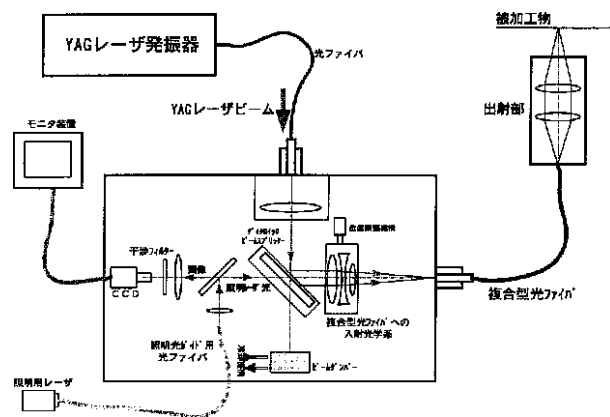 被加工物
YAGレーザ発振器
光ファイバ
出射部
YAGレーザビーム
モニタ装置
ダイクロイック
ビームスプリッター
位置調整機構
干渉フィルター
画像
照明レーザ光
CCD
複合型光ファイバへの
入射光学系
複合型光ファイバ
照明光ガイド用
光ファイバ
ビームダンパー
照明用レーザ